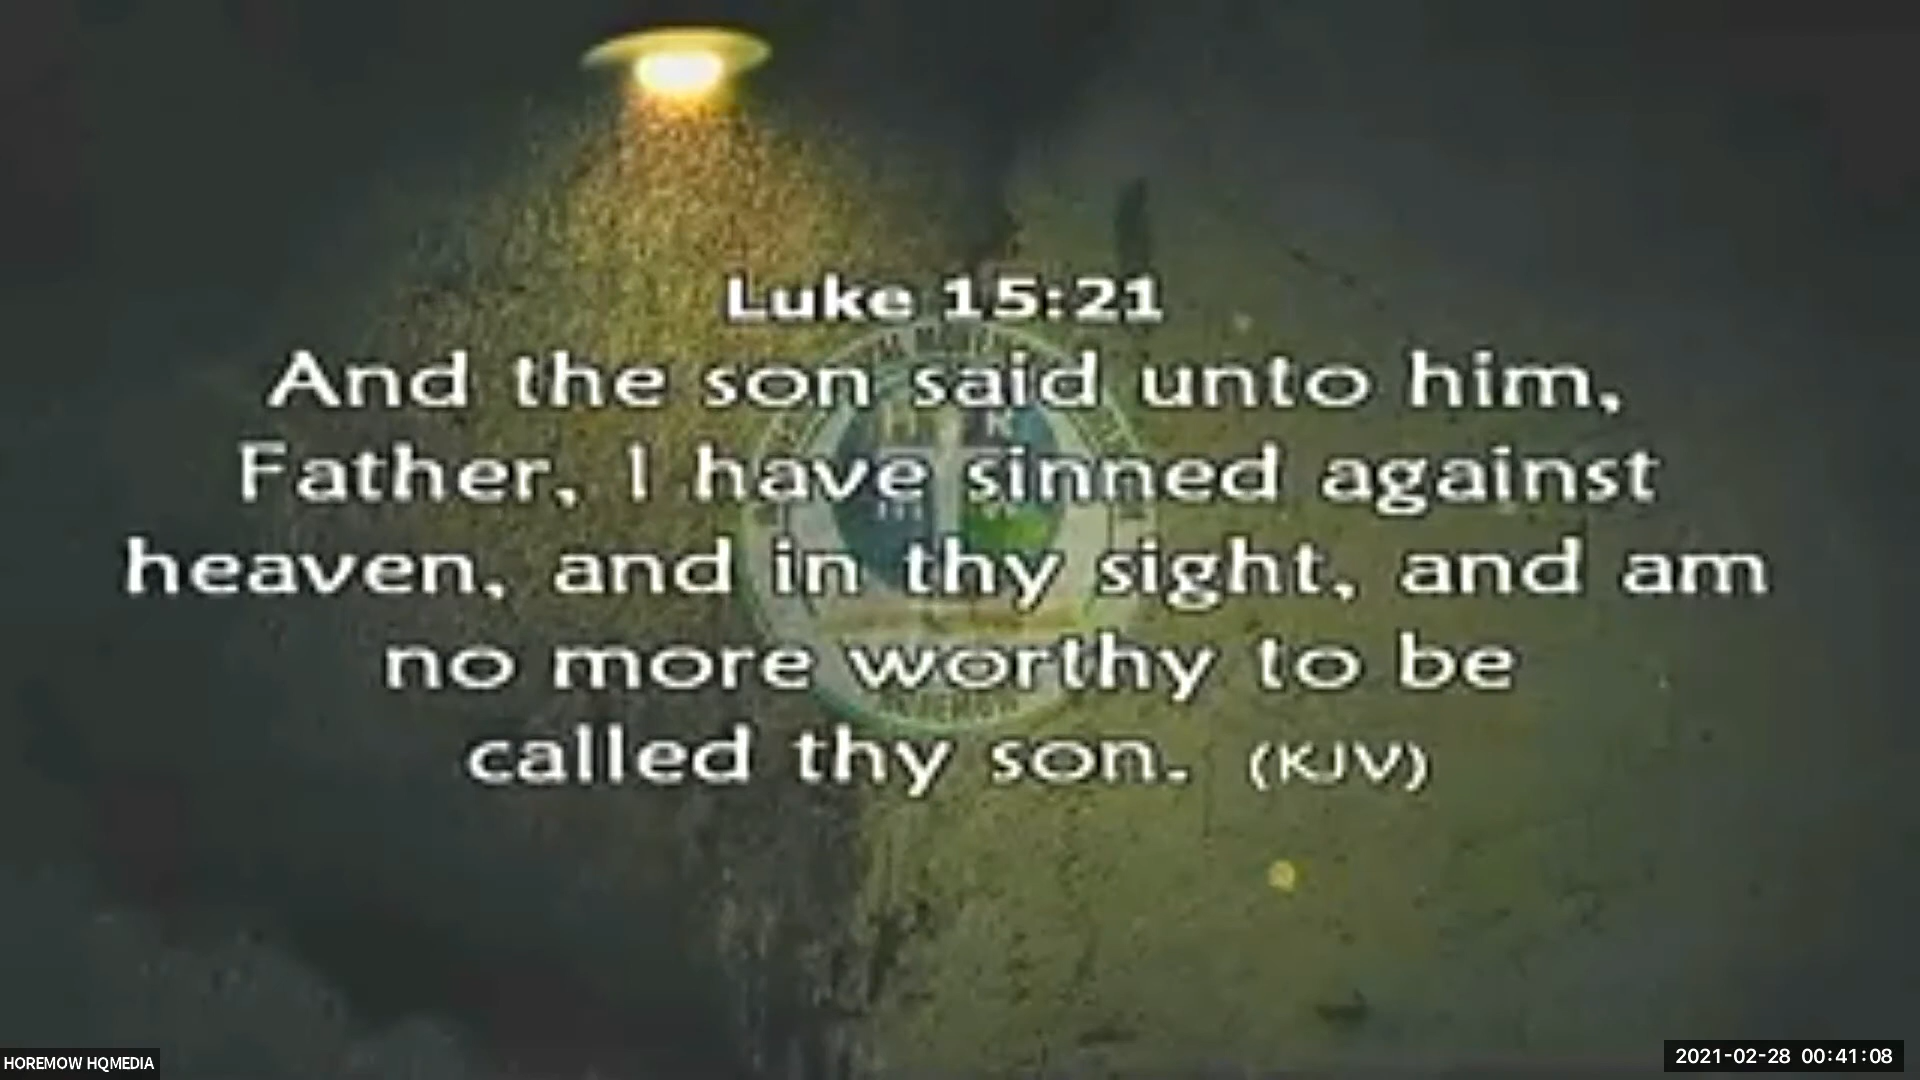 Luke 15:21
And the son said unto him,
Father, I have sinned against
heaven, and in thy sight, and am
no more worthy to be
called thy son. (KJV)
HOREMOW HQMEDIA
2021-02-28 00:41:08